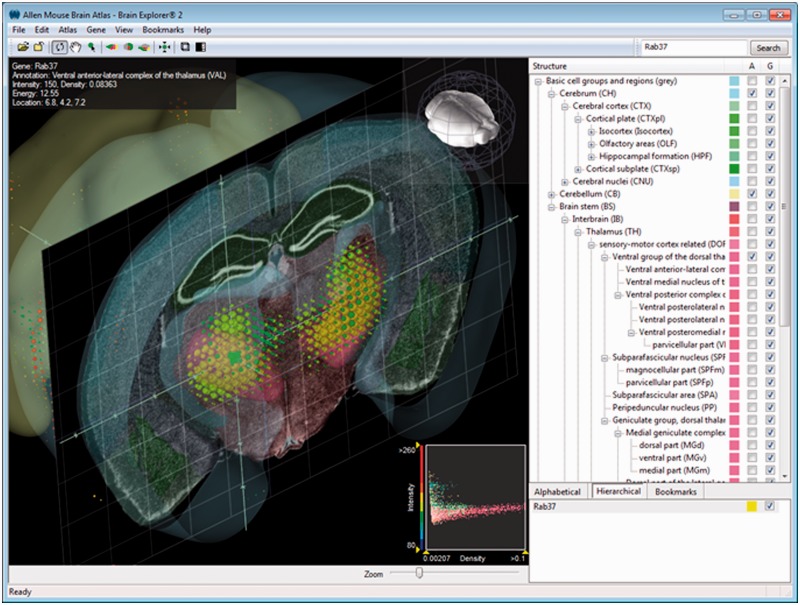 Allen Mouse Brain Atlas - Brain Explorer® 2
File Edit Atlas Gene View Bookmarks Help
Rab37 Search
Gene: Rab37
Annotation: Ventral anterior-lateral complex of the thalamus (VAL)
Intensity: 150, Density: 0.08363
Energy: 12.55
Location: 6.8, 4.2, 7.2
Structure A G
Basic cell groups and regions (grey)
Cerebrum (CH)
Cerebral cortex (CTX)
Cortical plate (CTXpl)
Isocortex (Isocortex)
Olfactory areas (OLF)
Hippocampal formation (HPF)
Cortical subplate (CTXsp)
Cerebral nuclei (CNU)
Cerebellum (CB)
Brain stem (BS)
Interbrain (IB)
Thalamus (TH)
sensory-motor cortex related (DOR
Ventral group of the dorsal tha
Ventral anterior-lateral com
Ventral medial nucleus of t
Ventral posterior complex c
Ventral posterolateral n
Ventral posterolateral n
Ventral posteromedial r
parvicellular part (VI
Subparafascicular nucleus (SPF
magnocellular part (SPFm)
parvicellular part (SPFp)
Subparafascicular area (SPA)
Peripeduncular nucleus (PP)
Geniculate group, dorsal thalar
Medial geniculate complex
dorsal part (MGd)
ventral part (MGv)
medial part (MGm)
Alphabetical Hierarchical Bookmarks
Rab37
>260
Intensity
80
0.00207 Density >0.1
Zoom
Ready